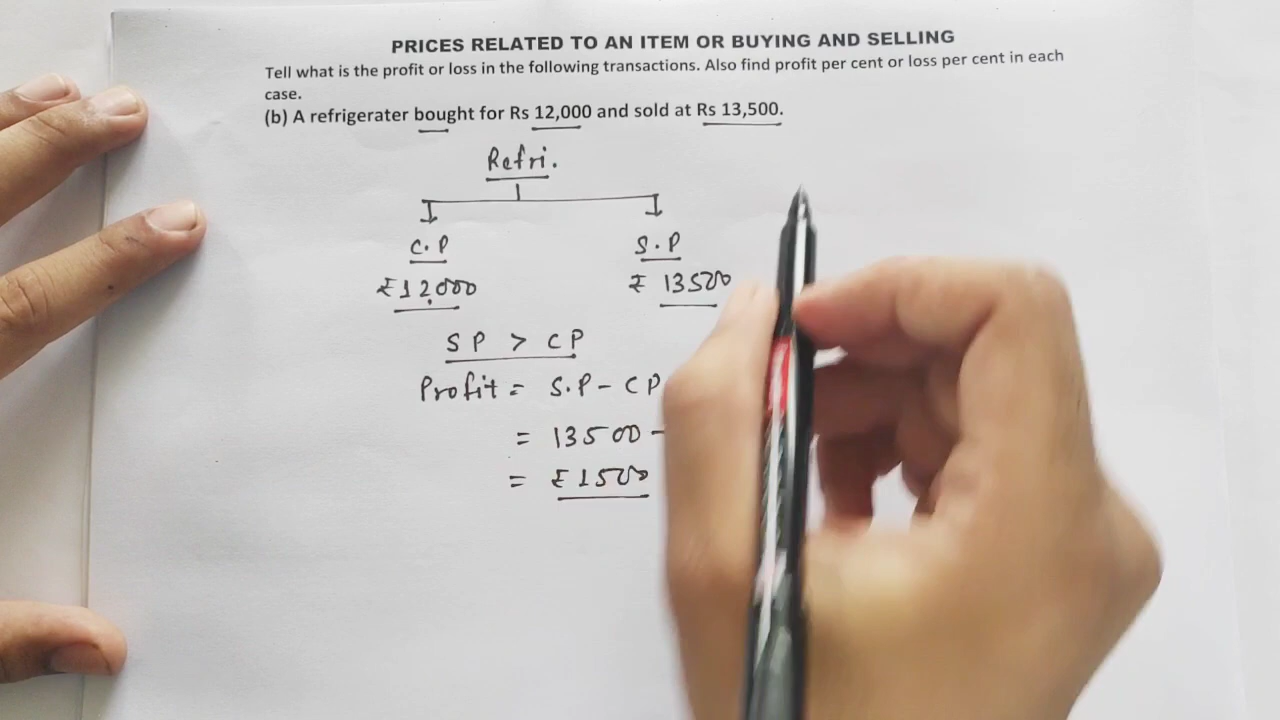 PRICES RELATED TO AN ITEM OR BUYING AND SELLING
Tell what is the profit or loss in the following transactions. Also find profit per cent or loss per cent in each
case.
(b) A refrigerater bought for Rs 12,000 and sold at Rs 13,500.
Refri.
C.P S.P
₹12,000 ₹ 13500
SP > CP
Profit = S.P - CP
= 13500 -
= ₹1500